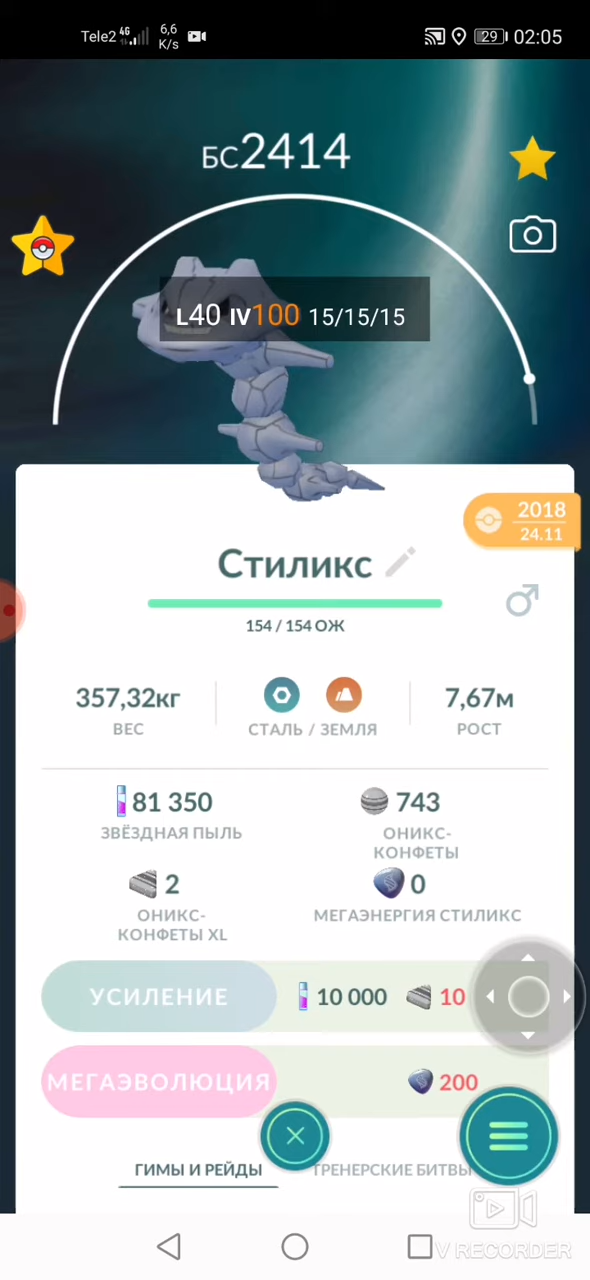 Tele2 4G 6,6 K/s 29 02:05
БС2414
L40 IV100 15/15/15
2018
24.11
Стиликс
154 / 154 ОЖ
357,32кг
ВЕС
СТАЛЬ / ЗЕМЛЯ
7,67м
РОСТ
81 350
ЗВЁЗДНАЯ ПЫЛЬ
743
ОНИКС-
КОНФЕТЫ
2
ОНИКС-
КОНФЕТЫ XL
0
МЕГАЭНЕРГИЯ СТИЛИКС
УСИЛЕНИЕ 10 000 10
МЕГАЭВОЛЮЦИЯ 200
ГИМЫ И РЕЙДЫ ТРЕНЕРСКИЕ БИТВЫ
V RECORDER